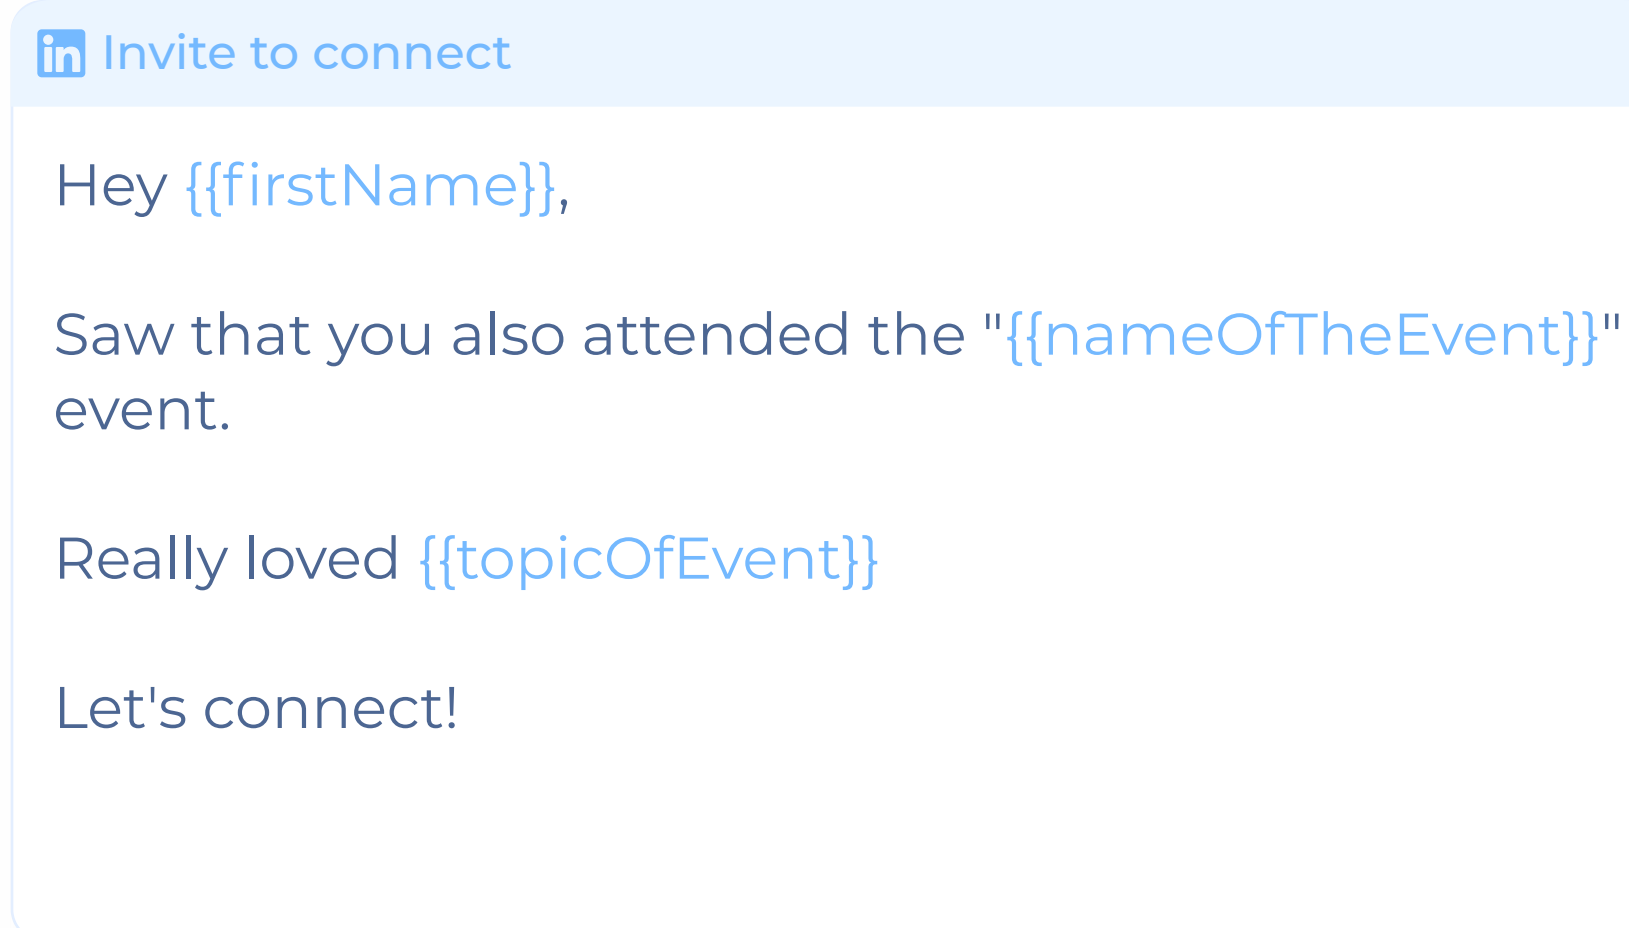 in Invite to connect
Hey {{firstName}},
Saw that you also attended the "{{nameOfTheEvent}}"
event.
Really loved {{topicOfEvent}}
Let's connect!